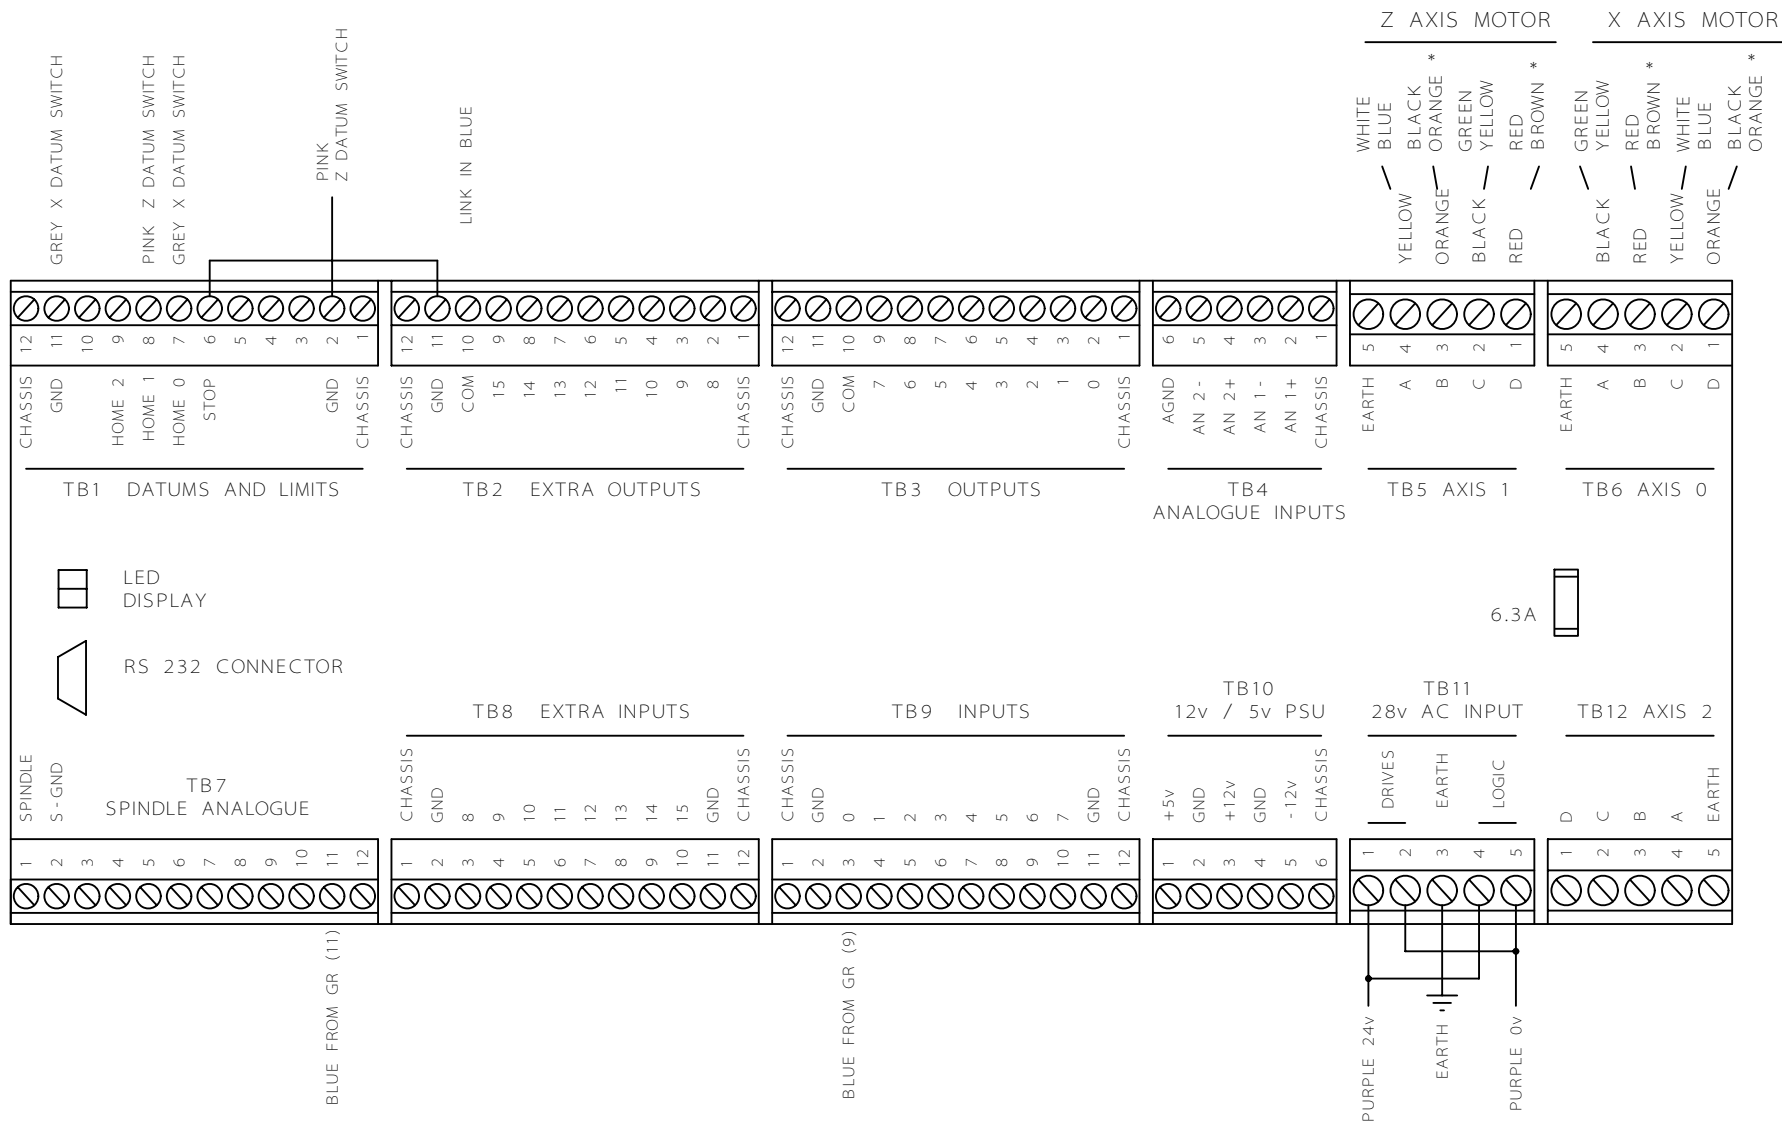 Z AXIS MOTOR
X AXIS MOTOR
GREY X DATUM SWITCH
PINK Z DATUM SWITCH
GREY X DATUM SWITCH
PINK
Z DATUM SWITCH
LINK IN BLUE
WHITE
BLUE
BLACK
ORANGE *
GREEN
YELLOW
RED
BROWN *
GREEN
YELLOW
RED
BROWN *
WHITE
BLUE
BLACK
ORANGE *
YELLOW
ORANGE
BLACK
RED
BLACK
RED
YELLOW
ORANGE
12 11 10 9 8 7 6 5 4 3 2 1
12 11 10 9 8 7 6 5 4 3 2 1
12 11 10 9 8 7 6 5 4 3 2 1
6 5 4 3 2 1
5 4 3 2 1
5 4 3 2 1
CHASSIS
GND
HOME 2
HOME 1
HOME 0
STOP
GND
CHASSIS
CHASSIS
GND
COM
15
14
13
12
11
10
9
8
CHASSIS
CHASSIS
GND
COM
7
6
5
4
3
2
1
0
CHASSIS
AGND
AN 2-
AN 2+
AN 1-
AN 1+
CHASSIS
EARTH
A
B
C
D
EARTH
A
B
C
D
TB1 DATUMS AND LIMITS
TB2 EXTRA OUTPUTS
TB3 OUTPUTS
TB4
ANALOGUE INPUTS
TB5 AXIS 1
TB6 AXIS 0
LED
DISPLAY
6.3A
RS 232 CONNECTOR
TB8 EXTRA INPUTS
TB9 INPUTS
TB10
12v / 5v PSU
TB11
28v AC INPUT
TB12 AXIS 2
SPINDLE
S-GND
TB7
SPINDLE ANALOGUE
CHASSIS
GND
8
9
10
11
12
13
14
15
GND
CHASSIS
CHASSIS
GND
0
1
2
3
4
5
6
7
GND
CHASSIS
+5v
GND
+12v
GND
-12v
CHASSIS
DRIVES
EARTH
LOGIC
D
C
B
A
EARTH
1 2 3 4 5 6 7 8 9 10 11 12
1 2 3 4 5 6 7 8 9 10 11 12
1 2 3 4 5 6 7 8 9 10 11 12
1 2 3 4 5 6
1 2 3 4 5
1 2 3 4 5
BLUE FROM GR (11)
BLUE FROM GR (9)
PURPLE 24v
EARTH
PURPLE 0v